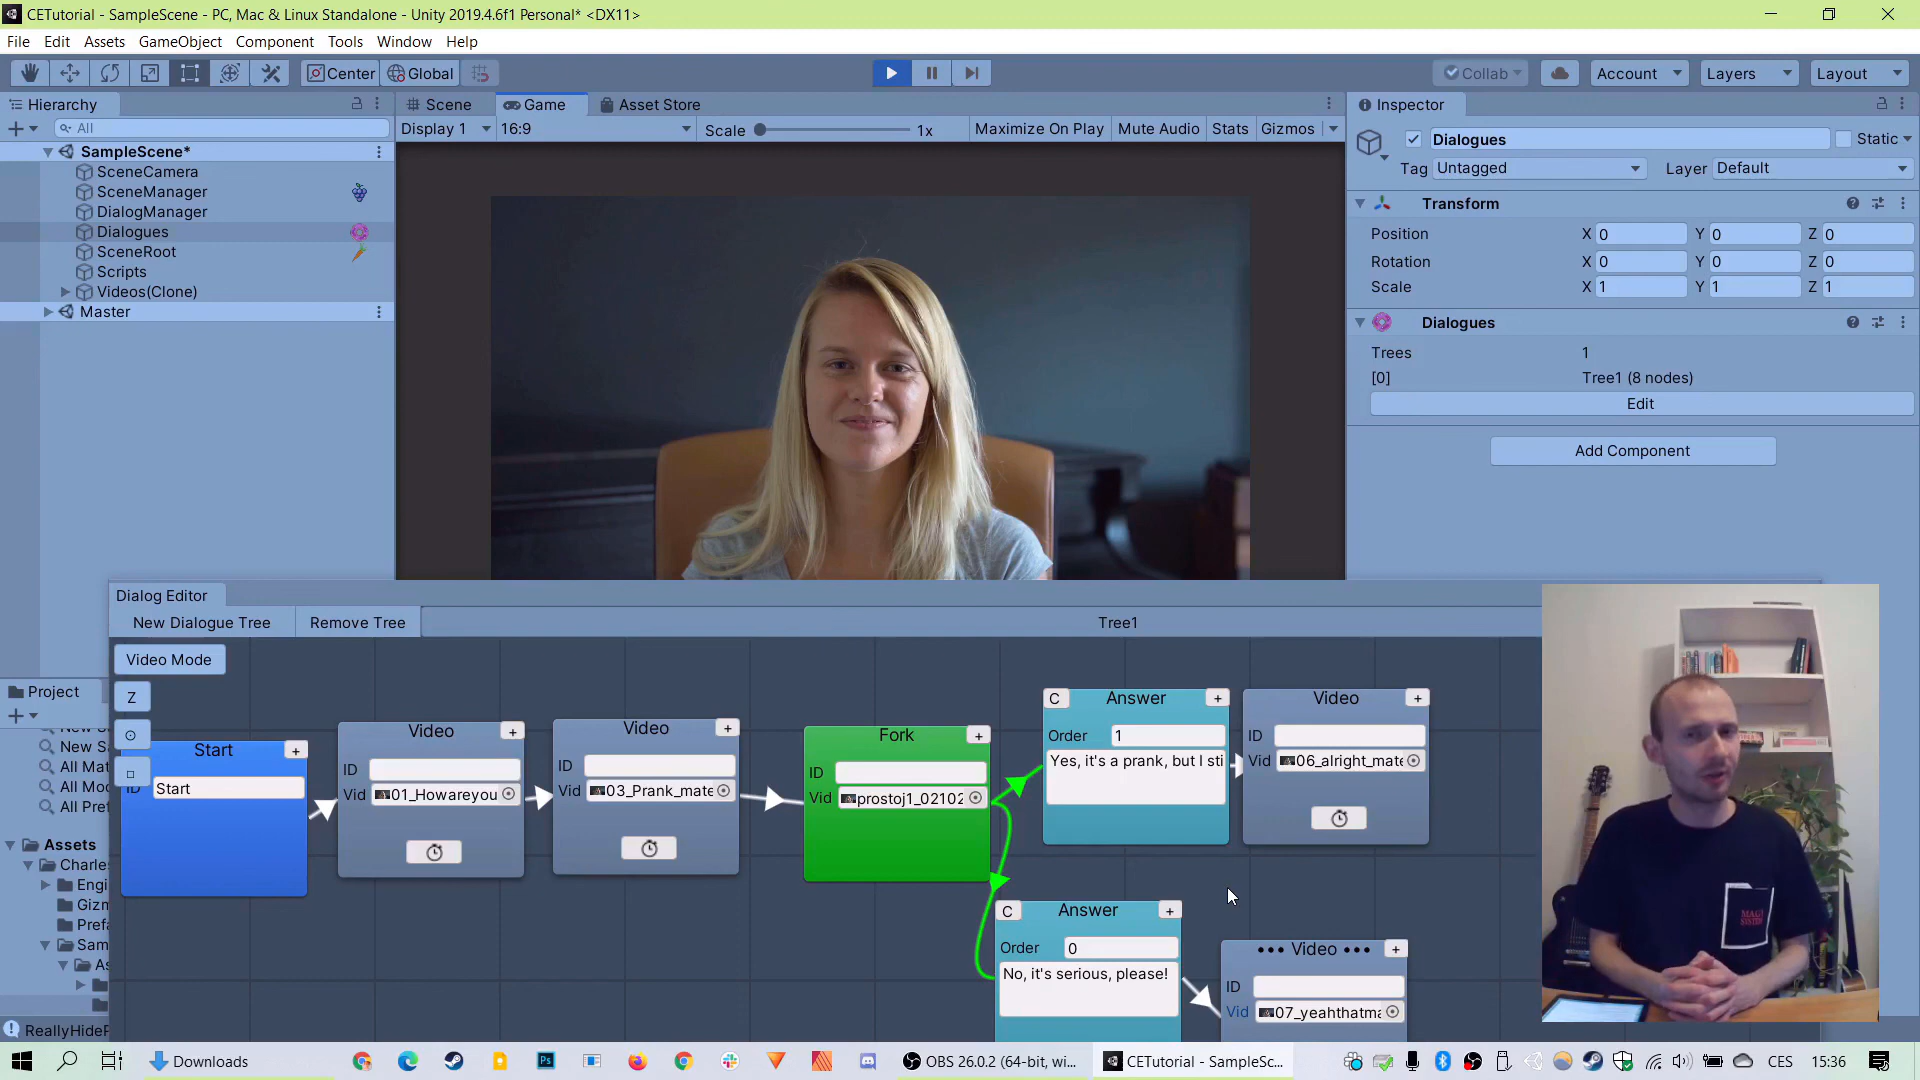 CETutorial - SampleScene - PC, Mac & Linux Standalone - Unity 2019.4.6f1 Personal* <DX11>
File Edit Assets GameObject Component Tools Window Help
Center Global Collab Account Layers Layout
Hierarchy
All
SampleScene*
SceneCamera
SceneManager
DialogManager
Dialogues
SceneRoot
Scripts
Videos(Clone)
Master
Scene Game Asset Store
Display 1 16:9 Scale 1x Maximize On Play Mute Audio Stats Gizmos
Inspector
Dialogues Static
Tag Untagged Layer Default
Transform
Position X 0 Y 0 Z 0
Rotation X 0 Y 0 Z 0
Scale X 1 Y 1 Z 1
Dialogues
Trees 1
[0] Tree1 (8 nodes)
Edit
Add Component
Project
New
All Mat
All Mod
All Pref
Assets
Charles
Engi
Gizm
Prefa
Sam
As
ReallyHideF
Dialog Editor
New Dialogue Tree Remove Tree Tree1
Video Mode
Z
Start
ID Start
Video
ID
Vid 01_Howareyou
Video
ID
Vid 03_Prank_mate
Fork
ID
Vid prostoj1_02102
C Answer
Order 1
Yes, it's a prank, but I sti
Video
ID
Vid 06_alright_mate
C Answer
Order 0
No, it's serious, please!
••• Video •••
ID
Vid 07_yeahthatma
MAGI
SYSTEM
Downloads OBS 26.0.2 (64-bit, wi... CETutorial - SampleSc... CES 15:36